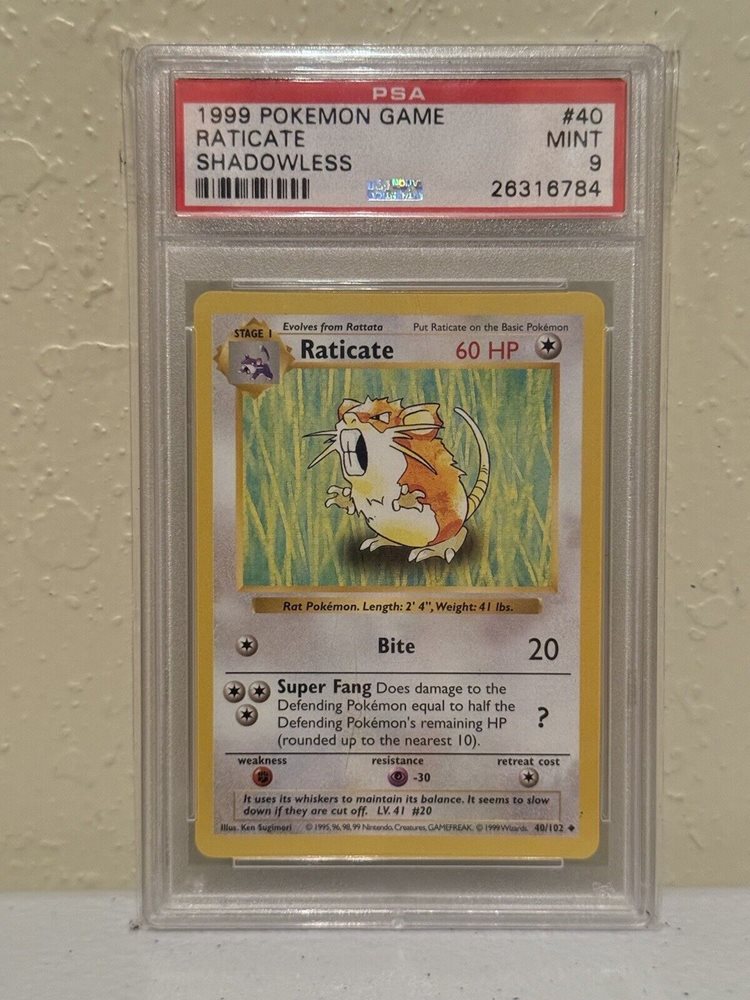 PSA
1999 POKEMON GAME #40
RATICATE MINT
SHADOWLESS 9
26316784
STAGE 1 Evolves from Rattata Put Raticate on the Basic Pokémon
Raticate 60 HP
Rat Pokémon. Length: 2' 4", Weight: 41 lbs.
Bite 20
Super Fang Does damage to the
Defending Pokémon equal to half the
Defending Pokémon's remaining HP ?
(rounded up to the nearest 10).
weakness resistance retreat cost
-30
It uses its whiskers to maintain its balance. It seems to slow
down if they are cut off. LV. 41 #20
Illus. Ken Sugimori © 1995, 96, 98, 99 Nintendo, Creatures, GAMEFREAK. © 1999 Wizards. 40/102